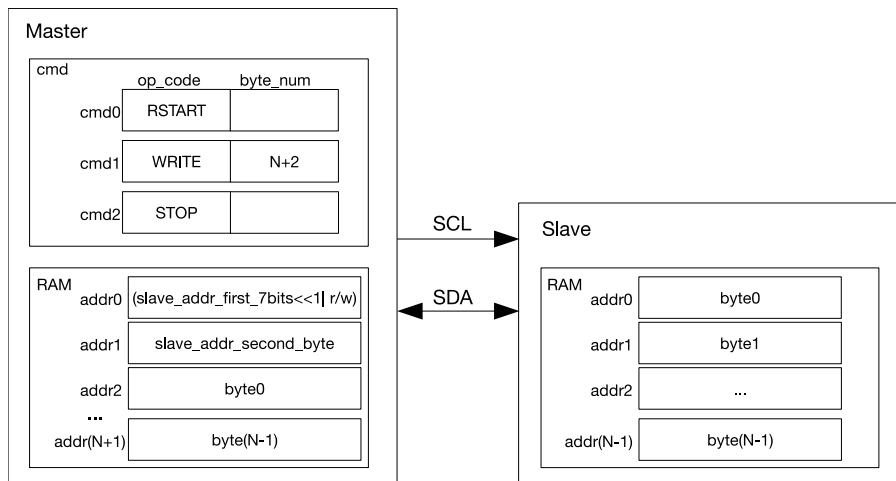 Master
cmd
op_code byte_num
cmd0 RSTART
cmd1 WRITE N+2
cmd2 STOP
RAM
addr0 (slave_addr_first_7bits<<1| r/w)
addr1 slave_addr_second_byte
addr2 byte0
...
addr(N+1) byte(N-1)
SCL
SDA
Slave
RAM
addr0 byte0
addr1 byte1
addr2 ...
addr(N-1) byte(N-1)